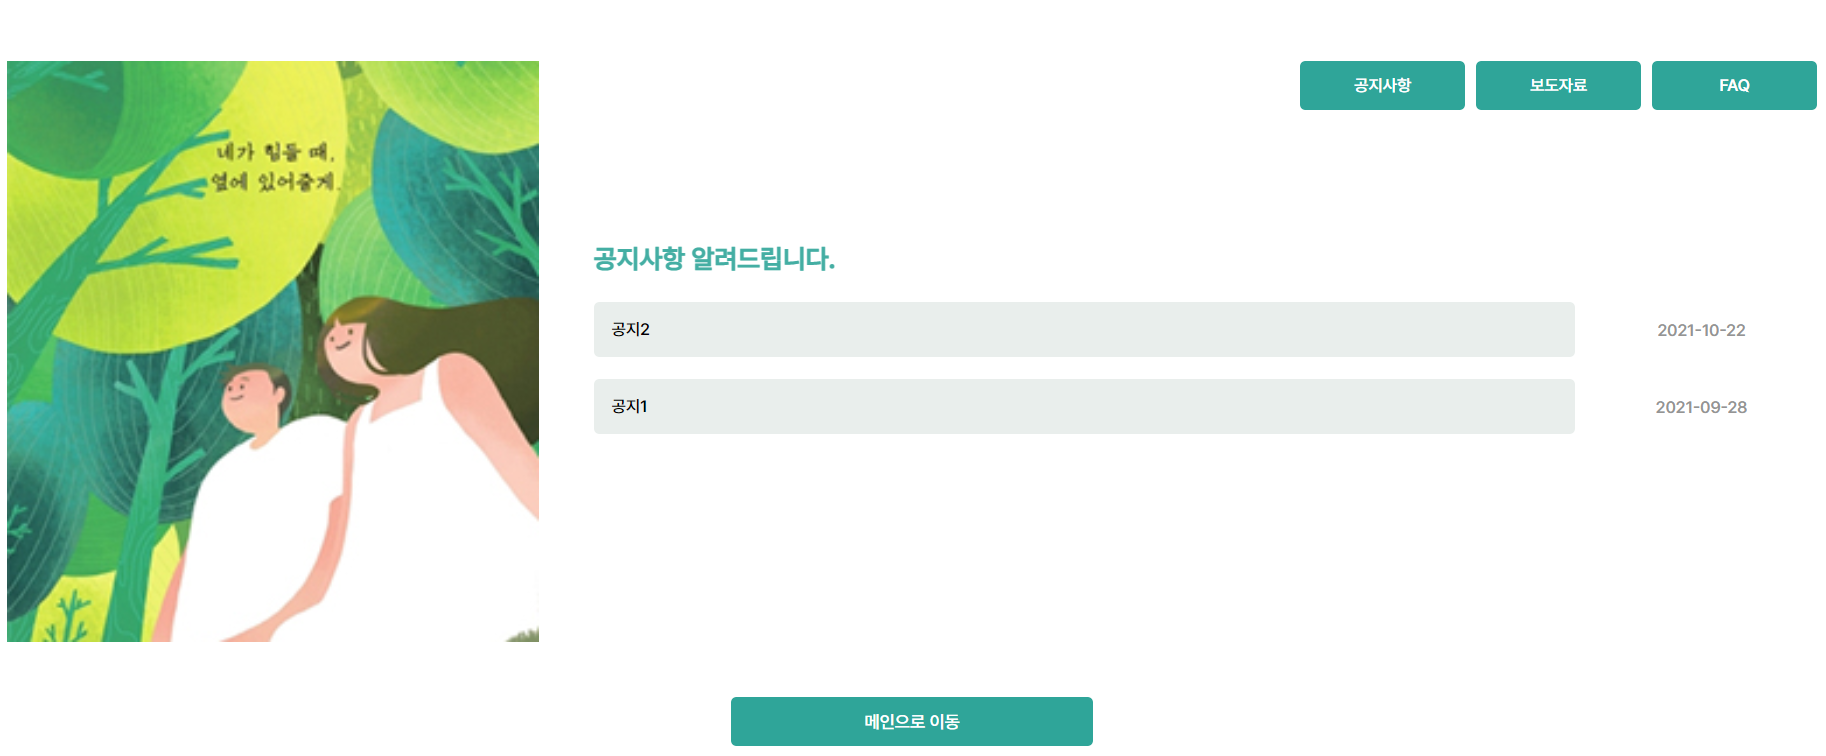 공지사항
보도자료
FAQ
네가 힘들 때,
옆에 있어줄게.
공지사항 알려드립니다.
공지2
2021-10-22
공지1
2021-09-28
메인으로 이동